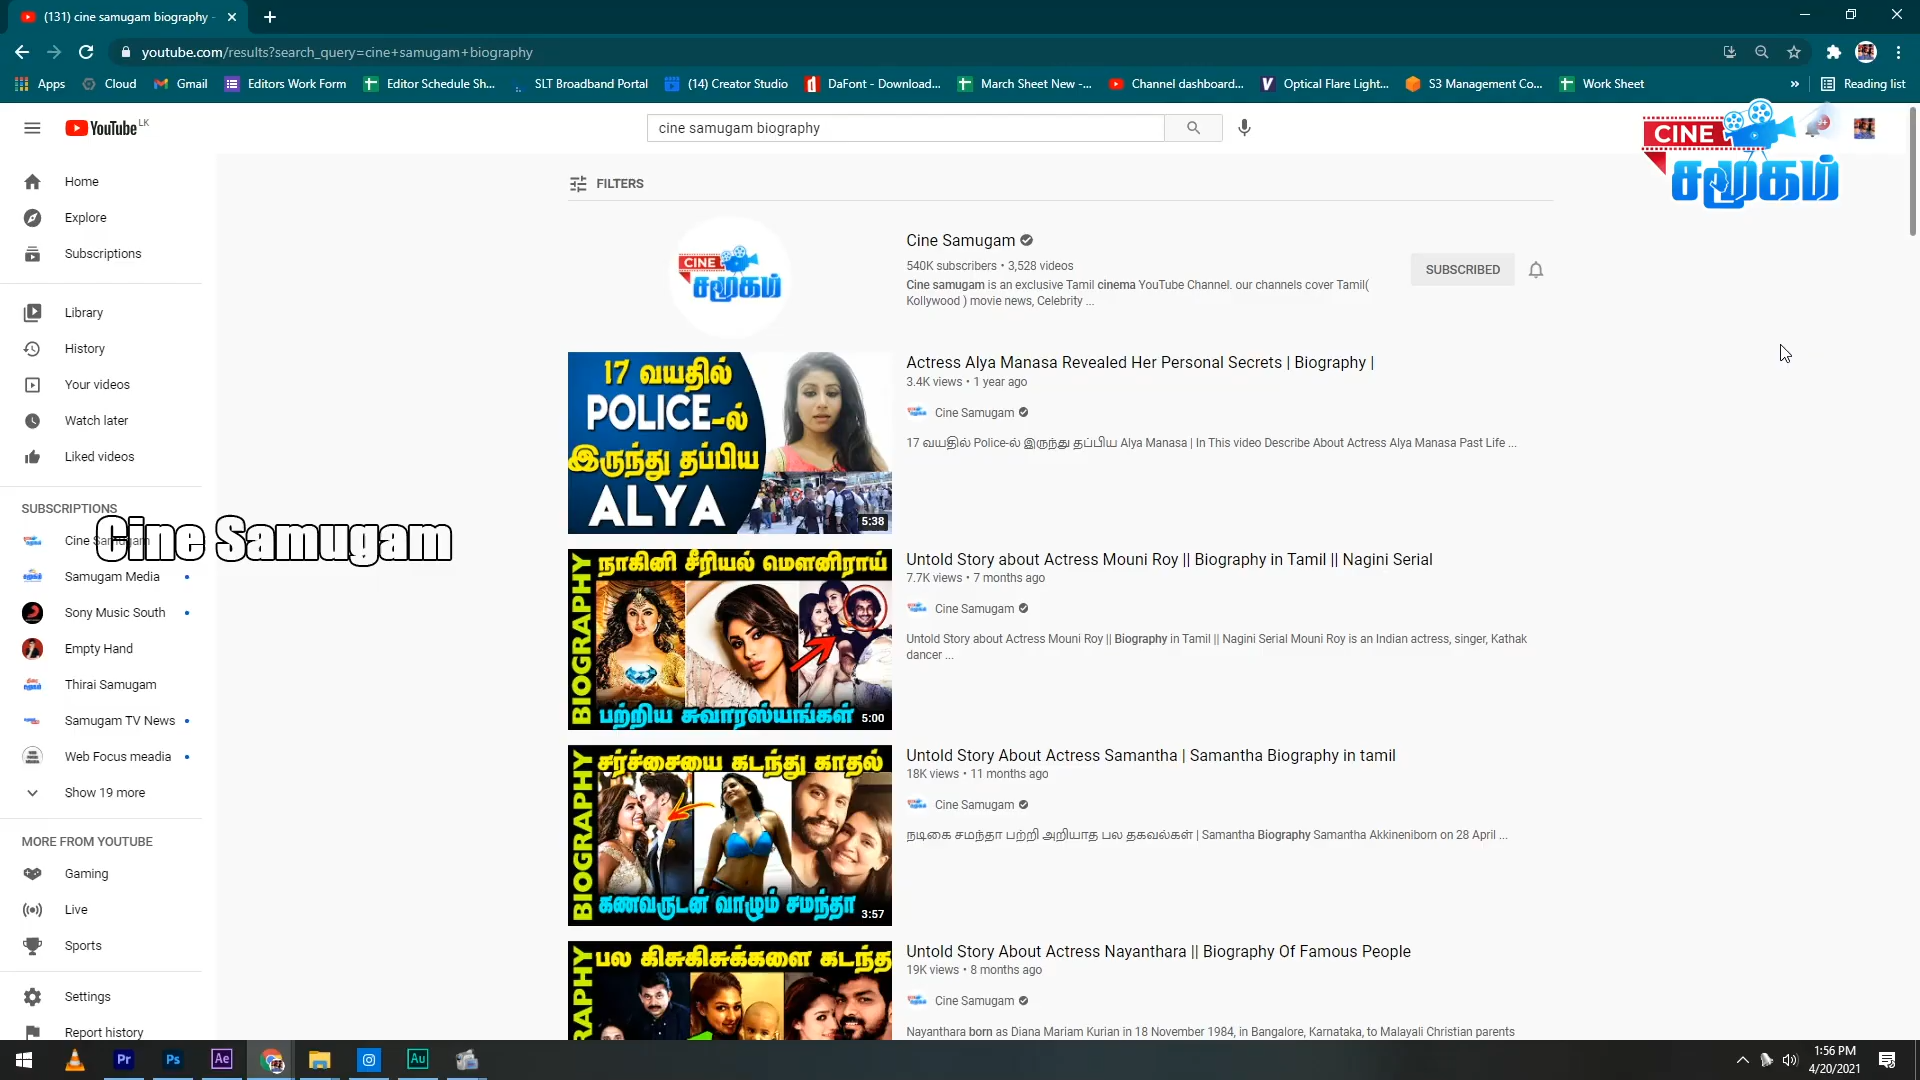 (131) cine samugam biography -
youtube.com/results?search_query=cine+samugam+biography
Apps
Cloud
Gmail
Editors Work Form
Editor Schedule Sh...
SLT Broadband Portal
(14) Creator Studio
DaFont - Download...
March Sheet New -...
Channel dashboard...
Optical Flare Light...
S3 Management Co...
Work Sheet
»
Reading list
YouTube LK
cine samugam biography
9+
CINE
சமூகம்
Home
Explore
Subscriptions
Library
History
Your videos
Watch later
Liked videos
SUBSCRIPTIONS
Cine Samugam
Cine Samugam
Samugam Media
Sony Music South
Empty Hand
Thirai Samugam
Samugam TV News
Web Focus meadia
Show 19 more
MORE FROM YOUTUBE
Gaming
Live
Sports
Settings
Report history
FILTERS
CINE
சமூகம்
Cine Samugam
540K subscribers • 3,528 videos
Cine samugam is an exclusive Tamil cinema YouTube Channel. our channels cover Tamil(
Kollywood ) movie news, Celebrity ...
SUBSCRIBED
17 வயதில்
POLICE-ல்
இருந்து தப்பிய
ALYA
5:38
Actress Alya Manasa Revealed Her Personal Secrets | Biography |
3.4K views • 1 year ago
Cine Samugam
17 வயதில் Police-ல் இருந்து தப்பிய Alya Manasa | In This video Describe About Actress Alya Manasa Past Life ...
BIOGRAPHY
நாகினி சீரியல் மௌனிராய்
பற்றிய சுவாரஸ்யங்கள்
5:00
Untold Story about Actress Mouni Roy || Biography in Tamil || Nagini Serial
7.7K views • 7 months ago
Cine Samugam
Untold Story about Actress Mouni Roy || Biography in Tamil || Nagini Serial Mouni Roy is an Indian actress, singer, Kathak
dancer ...
BIOGRAPHY
சர்ச்சையை கடந்து காதல்
கணவருடன் வாழும் சமந்தா
3:57
Untold Story About Actress Samantha | Samantha Biography in tamil
18K views • 11 months ago
Cine Samugam
நடிகை சமந்தா பற்றி அறியாத பல தகவல்கள் | Samantha Biography Samantha Akkineniborn on 28 April ...
RAPHY
பல கிசுகிசுக்களை கடந்த
Untold Story About Actress Nayanthara || Biography Of Famous People
19K views • 8 months ago
Cine Samugam
Nayanthara born as Diana Mariam Kurian in 18 November 1984, in Bangalore, Karnataka, to Malayali Christian parents
Pr
Ps
Ae
Au
1:56 PM
4/20/2021